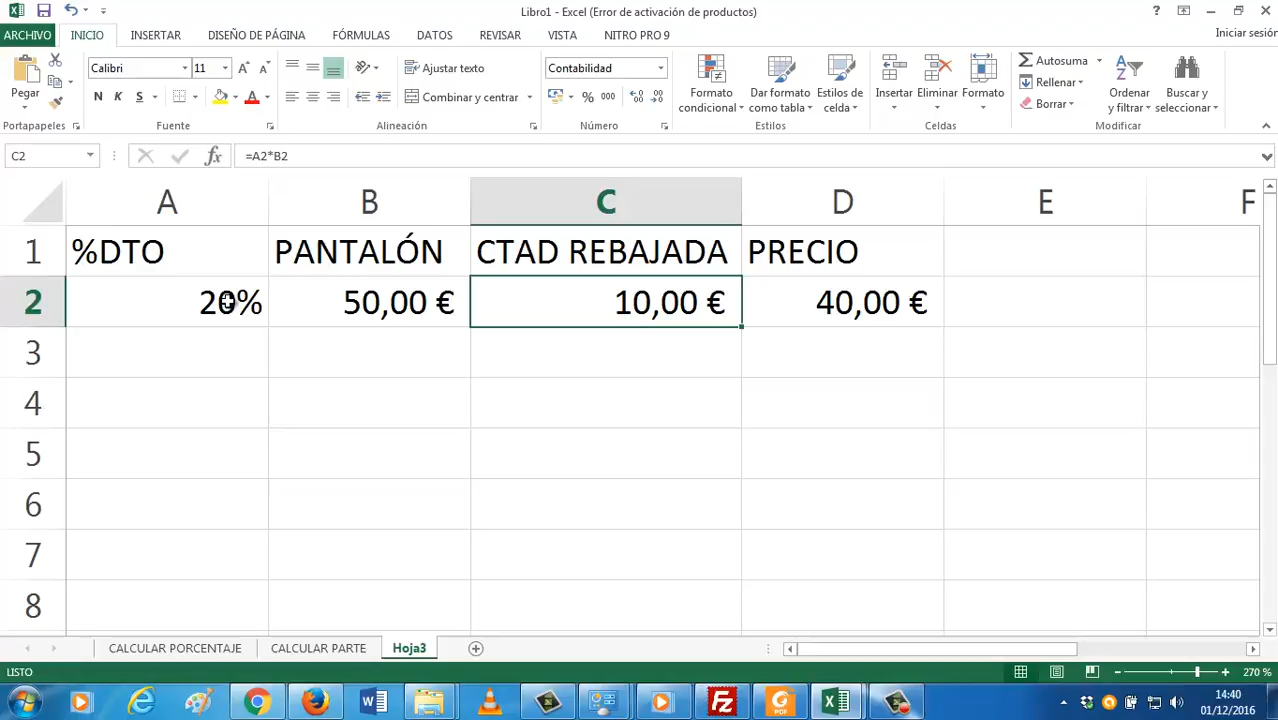 Libro1 - Excel (Error de activación de productos)
ARCHIVO INICIO INSERTAR DISEÑO DE PÁGINA FÓRMULAS DATOS REVISAR VISTA NITRO PRO 9
Iniciar sesión
Pegar
Portapapeles
Calibri 11
N K S
Fuente
Ajustar texto
Combinar y centrar
Alineación
Contabilidad
% 000
Número
Formato condicional
Dar formato como tabla
Estilos de celda
Estilos
Insertar Eliminar Formato
Celdas
Autosuma
Rellenar
Borrar
Ordenar y filtrar
Buscar y seleccionar
Modificar
C2 fx =A2*B2
A B C D E F
1 %DTO PANTALÓN CTAD REBAJADA PRECIO
2 20% 50,00 € 10,00 € 40,00 €
3
4
5
6
7
8
CALCULAR PORCENTAJE CALCULAR PARTE Hoja3
LISTO 270 %
14:40
01/12/2016